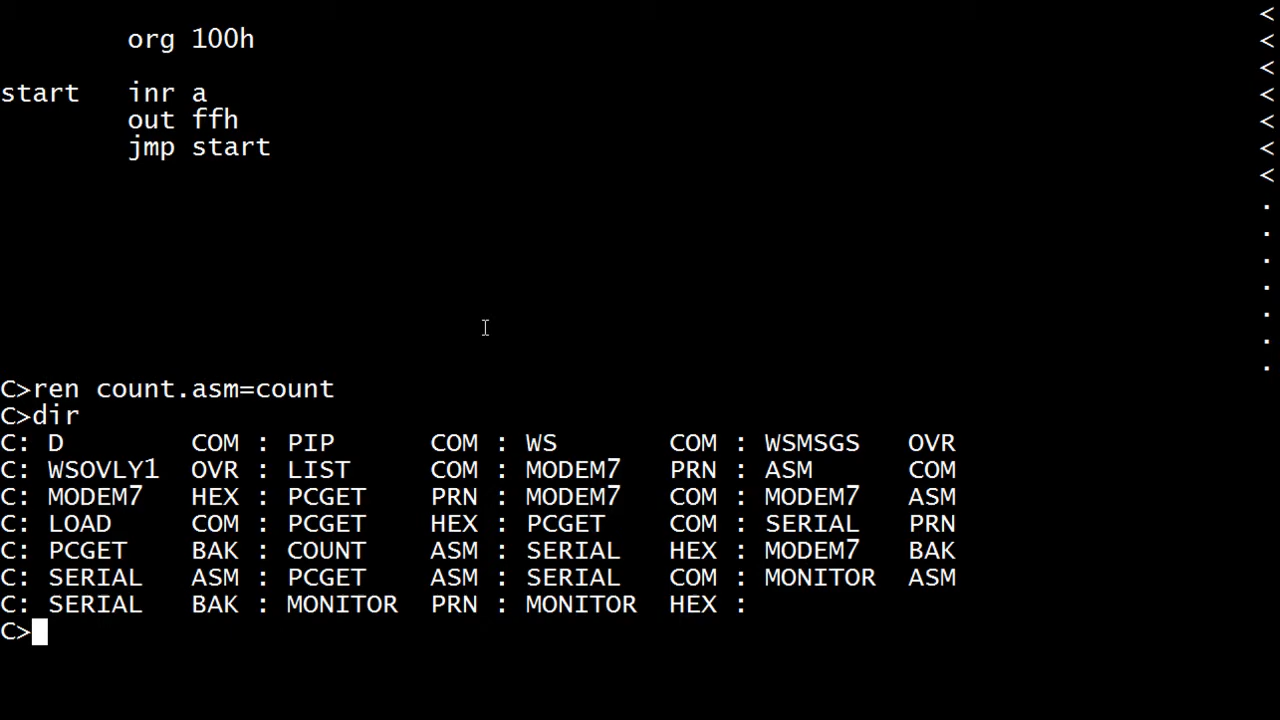 org 100h <
<
<
start inr a <
out ffh <
jmp start <
<
.
.
.
.
.
.
.
C>ren count.asm=count
C>dir
C: D COM : PIP COM : WS COM : WSMSGS OVR
C: WSOVLY1 OVR : LIST COM : MODEM7 PRN : ASM COM
C: MODEM7 HEX : PCGET PRN : MODEM7 COM : MODEM7 ASM
C: LOAD COM : PCGET HEX : PCGET COM : SERIAL PRN
C: PCGET BAK : COUNT ASM : SERIAL HEX : MODEM7 BAK
C: SERIAL ASM : PCGET ASM : SERIAL COM : MONITOR ASM
C: SERIAL BAK : MONITOR PRN : MONITOR HEX :
C>